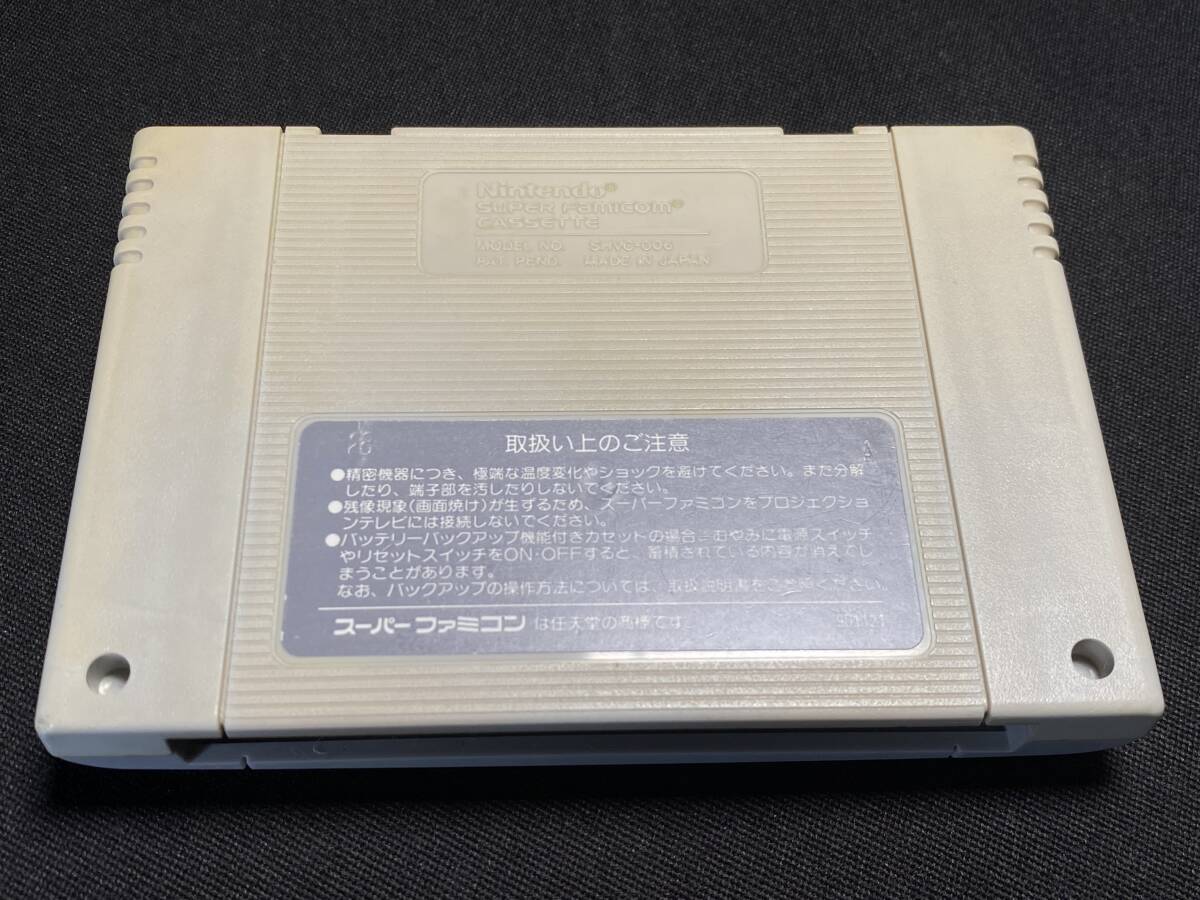 Nintendo®
SUPER FAMICOM®
CASSETTE
MODEL NO. SHVC-006
PAT. PEND. MADE IN JAPAN
取扱い上のご注意
●精密機器につき、極端な温度変化やショックを避けてください。また分解
したり、端子部を汚したりしないでください。
●残像現象(画面焼け)が生ずるため、スーパーファミコンをプロジェクショ
ンテレビには接続しないでください。
●バッテリーバックアップ機能付きカセットの場合、むやみに電源スイッチ
やリセットスイッチをON・OFFすると、蓄積されている内容が消えてし
まうことがあります。
なお、バックアップの操作方法については、取扱説明書をご参照ください。
スーパーファミコン は任天堂の商標です。 901121